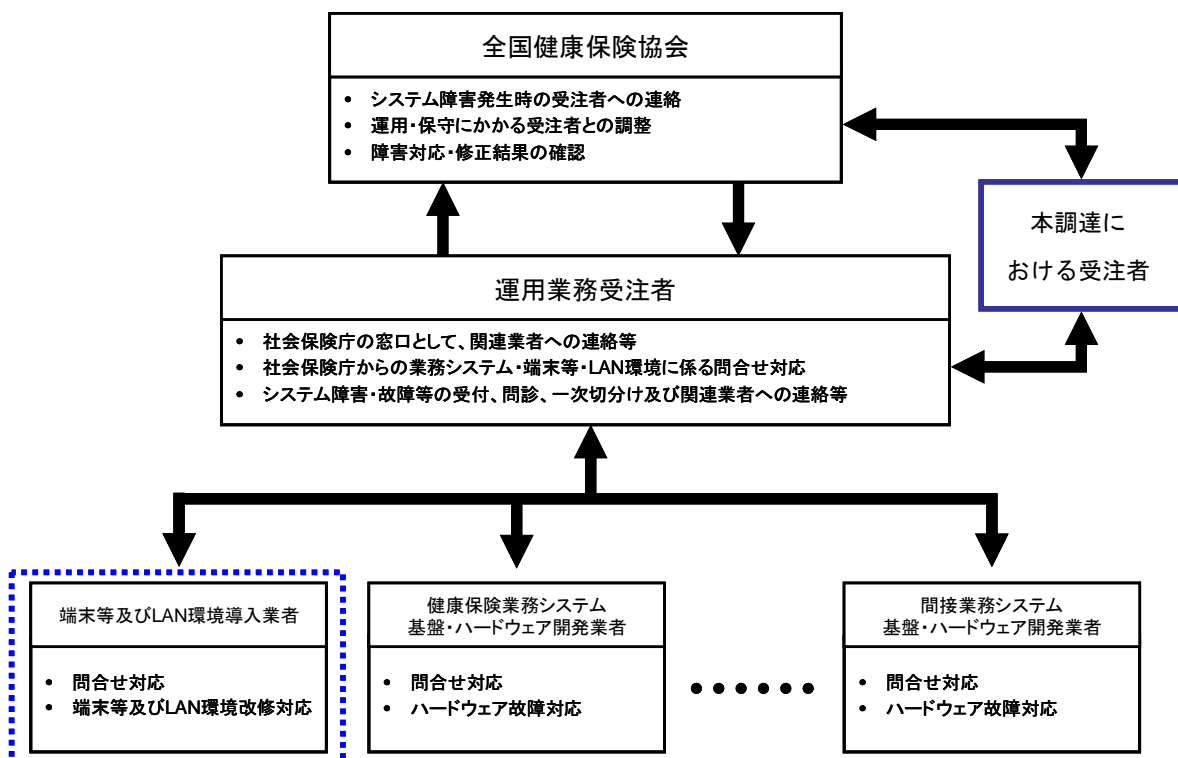 全国健康保険協会
• システム障害発生時の受注者への連絡
• 運用・保守にかかる受注者との調整
• 障害対応・修正結果の確認
本調達に
おける受注者
運用業務受注者
• 社会保険庁の窓口として、関連業者への連絡等
• 社会保険庁からの業務システム・端末等・LAN環境に係る問合せ対応
• システム障害・故障等の受付、問診、一次切分け及び関連業者への連絡等
端末等及びLAN環境導入業者
• 問合せ対応
• 端末等及びLAN環境改修対応
健康保険業務システム
基盤・ハードウェア開発業者
• 問合せ対応
• ハードウェア故障対応
••••••
間接業務システム
基盤・ハードウェア開発業者
• 問合せ対応
• ハードウェア故障対応